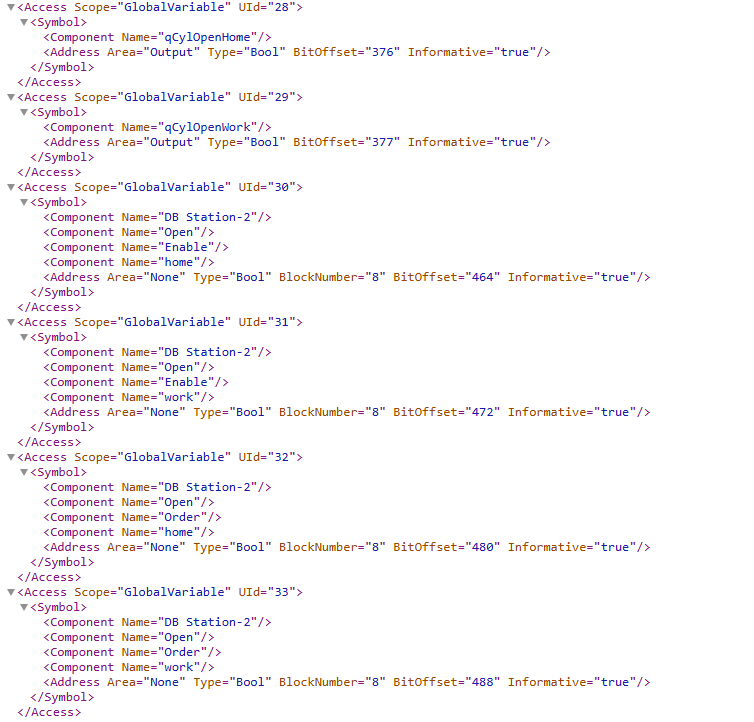 <Access Scope="GlobalVariable" UId="28">
<Symbol>
<Component Name="qCylOpenHome"/>
<Address Area="Output" Type="Bool" BitOffset="376" Informative="true"/>
</Symbol>
</Access>
<Access Scope="GlobalVariable" UId="29">
<Symbol>
<Component Name="qCylOpenWork"/>
<Address Area="Output" Type="Bool" BitOffset="377" Informative="true"/>
</Symbol>
</Access>
<Access Scope="GlobalVariable" UId="30">
<Symbol>
<Component Name="DB Station-2"/>
<Component Name="Open"/>
<Component Name="Enable"/>
<Component Name="home"/>
<Address Area="None" Type="Bool" BlockNumber="8" BitOffset="464" Informative="true"/>
</Symbol>
</Access>
<Access Scope="GlobalVariable" UId="31">
<Symbol>
<Component Name="DB Station-2"/>
<Component Name="Open"/>
<Component Name="Enable"/>
<Component Name="work"/>
<Address Area="None" Type="Bool" BlockNumber="8" BitOffset="472" Informative="true"/>
</Symbol>
</Access>
<Access Scope="GlobalVariable" UId="32">
<Symbol>
<Component Name="DB Station-2"/>
<Component Name="Open"/>
<Component Name="Order"/>
<Component Name="home"/>
<Address Area="None" Type="Bool" BlockNumber="8" BitOffset="480" Informative="true"/>
</Symbol>
</Access>
<Access Scope="GlobalVariable" UId="33">
<Symbol>
<Component Name="DB Station-2"/>
<Component Name="Open"/>
<Component Name="Order"/>
<Component Name="work"/>
<Address Area="None" Type="Bool" BlockNumber="8" BitOffset="488" Informative="true"/>
</Symbol>
</Access>